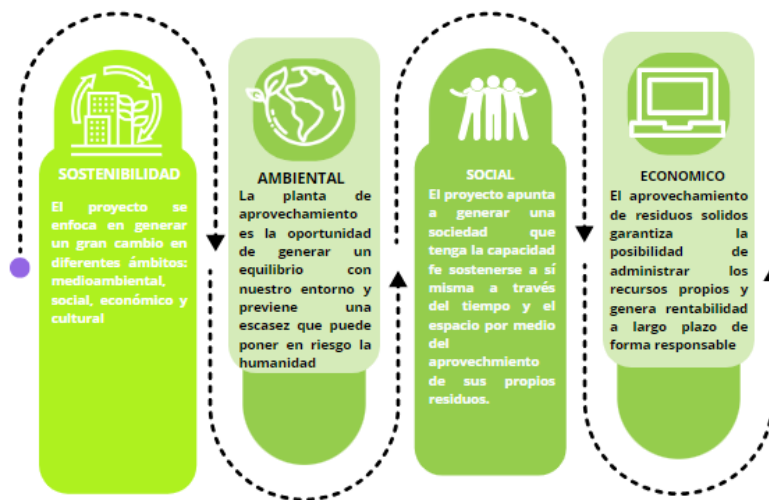 SOSTENIBILIDAD
El proyecto se
enfoca en generar
un gran cambio en
diferentes ámbitos:
medioambiental,
social, económico y
cultural
AMBIENTAL
La planta de
aprovechamiento
es la oportunidad
de generar un
equilibrio con
nuestro entorno y
previene una
escasez que puede
poner en riesgo la
humanidad
SOCIAL
El proyecto apunta
a generar una
sociedad que
tenga la capacidad
fe sostenerse a sí
misma a través
del tiempo y el
espacio por medio
del
aprovechmiento
de sus propios
residuos.
ECONOMICO
El aprovechamiento
de residuos solidos
garantiza la
posibilidad de
administrar los
recursos propios y
genera rentabilidad
a largo plazo de
forma responsable